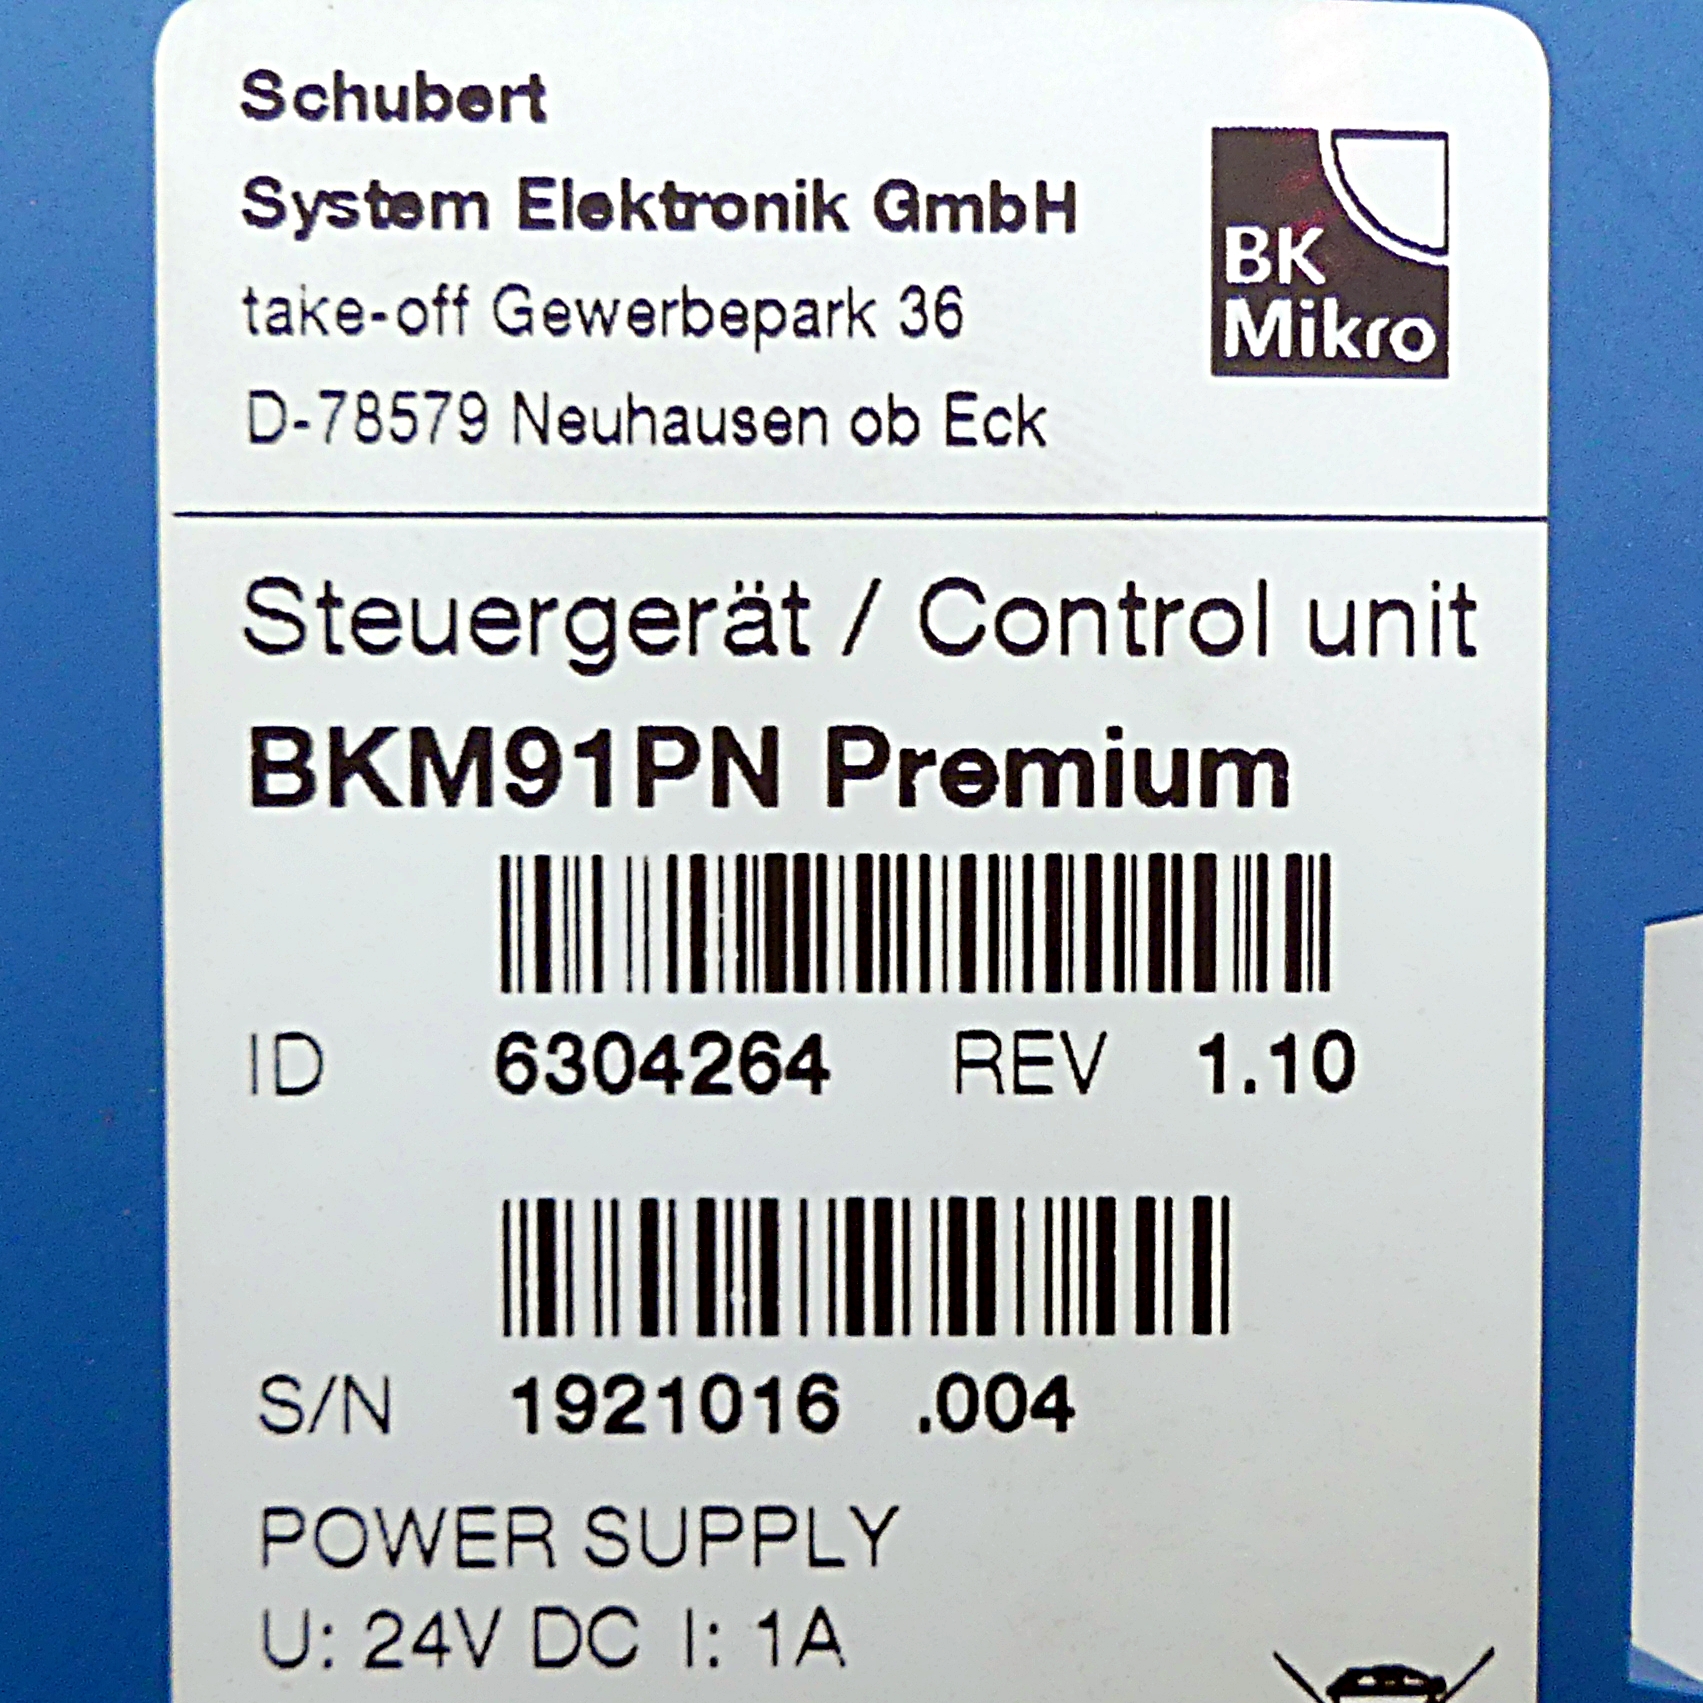 Schubert
System Elektronik GmbH
take-off Gewerbepark 36
D-78579 Neuhausen ob Eck
BK
Mikro
Steuergerät / Control unit
BKM91PN Premium
ID 6304264 REV 1.10
S/N 1921016 .004
POWER SUPPLY
U: 24V DC I: 1A